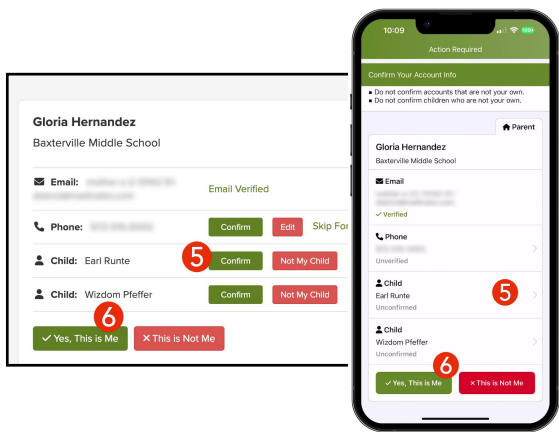 Gloria Hernandez
Baxterville Middle School
Email:
Email Verified
Phone:
Confirm
Edit
Skip For
Child: Earl Runte
5
Confirm
Not My Child
Child: Wizdom Pfeffer
Confirm
Not My Child
6
✓ Yes, This is Me
× This is Not Me
10:09
Action Required
Confirm Your Account Info
▪ Do not confirm accounts that are not your own.
▪ Do not confirm children who are not your own.
Parent
Gloria Hernandez
Baxterville Middle School
Email
✓ Verified
Phone
Unverified
Child
Earl Runte
Unconfirmed
5
Child
Wizdom Pfeffer
Unconfirmed
6
✓ Yes, This is Me
× This is Not Me